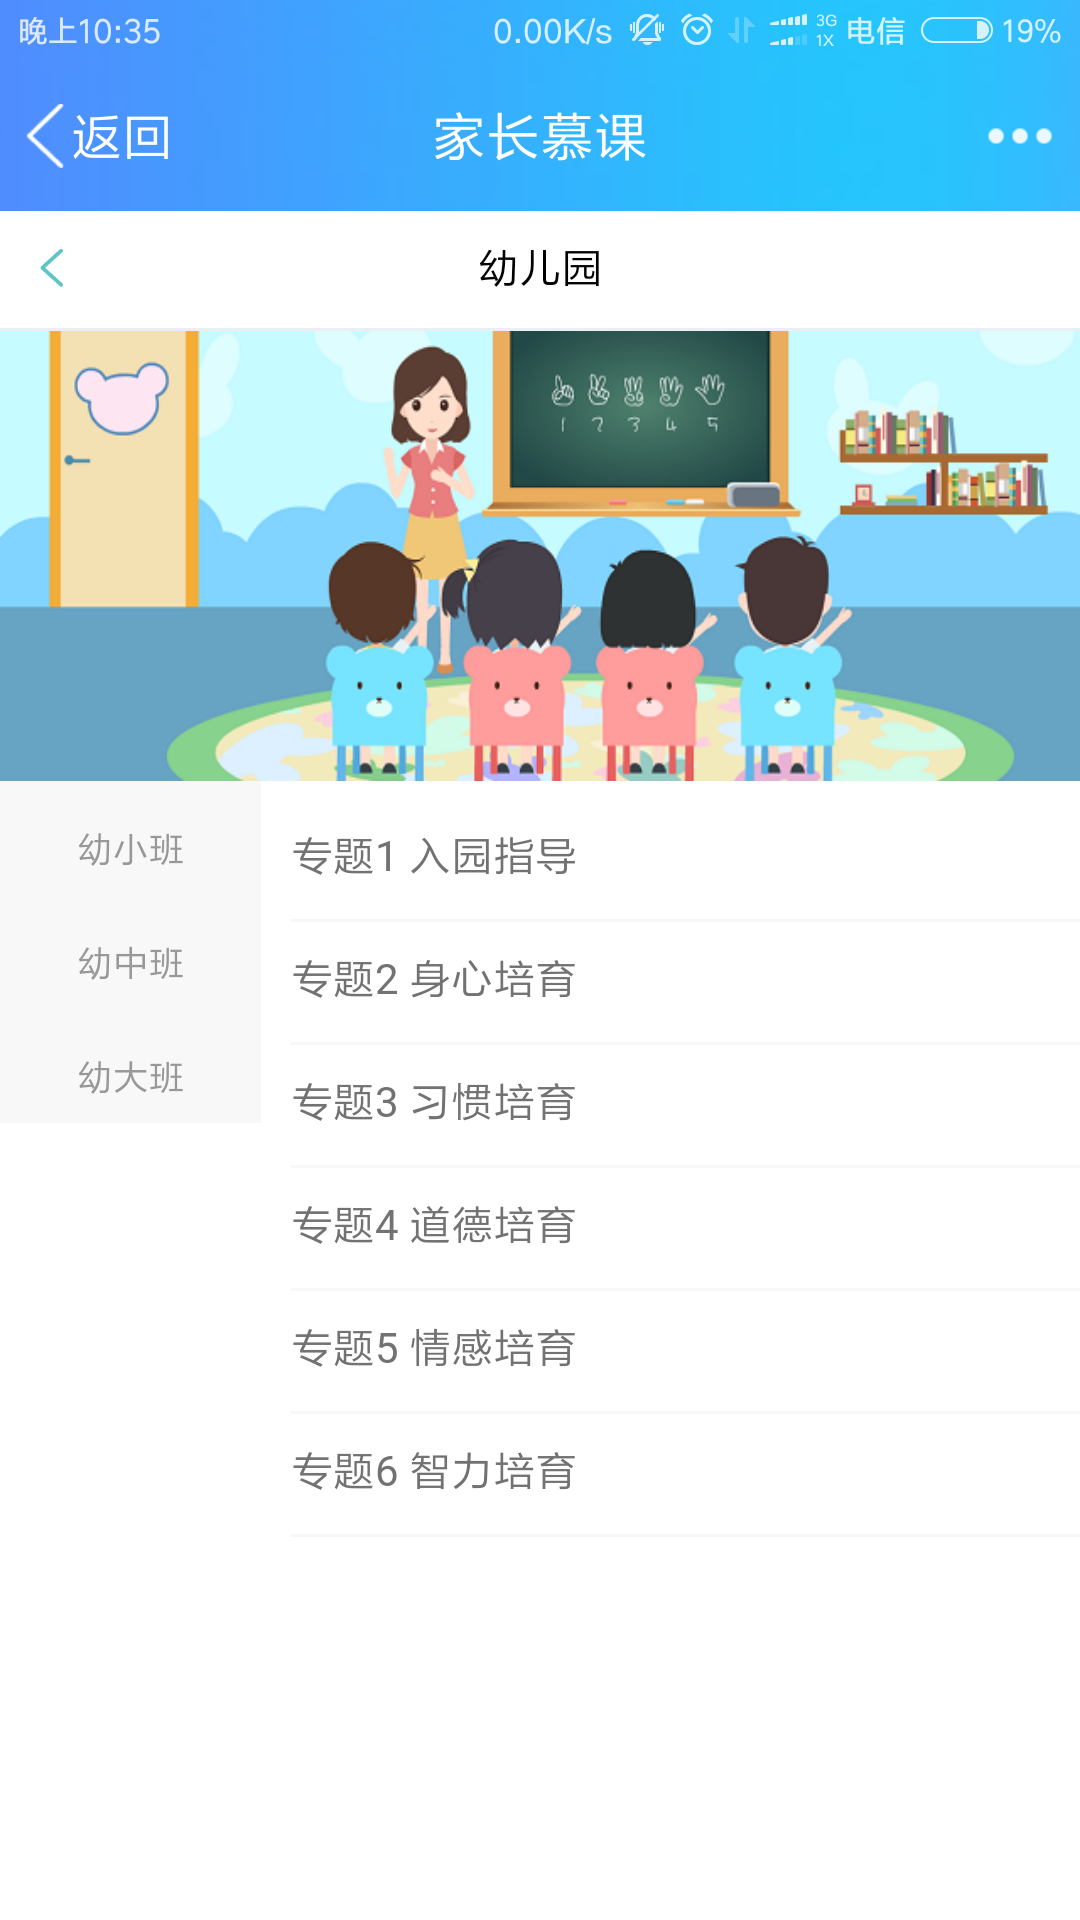 晚上10:35 0.00K/s 3G 1X 电信 19%
返回 家长慕课
幼儿园
1 2 3 4 5
幼小班
幼中班
幼大班
专题1 入园指导
专题2 身心培育
专题3 习惯培育
专题4 道德培育
专题5 情感培育
专题6 智力培育